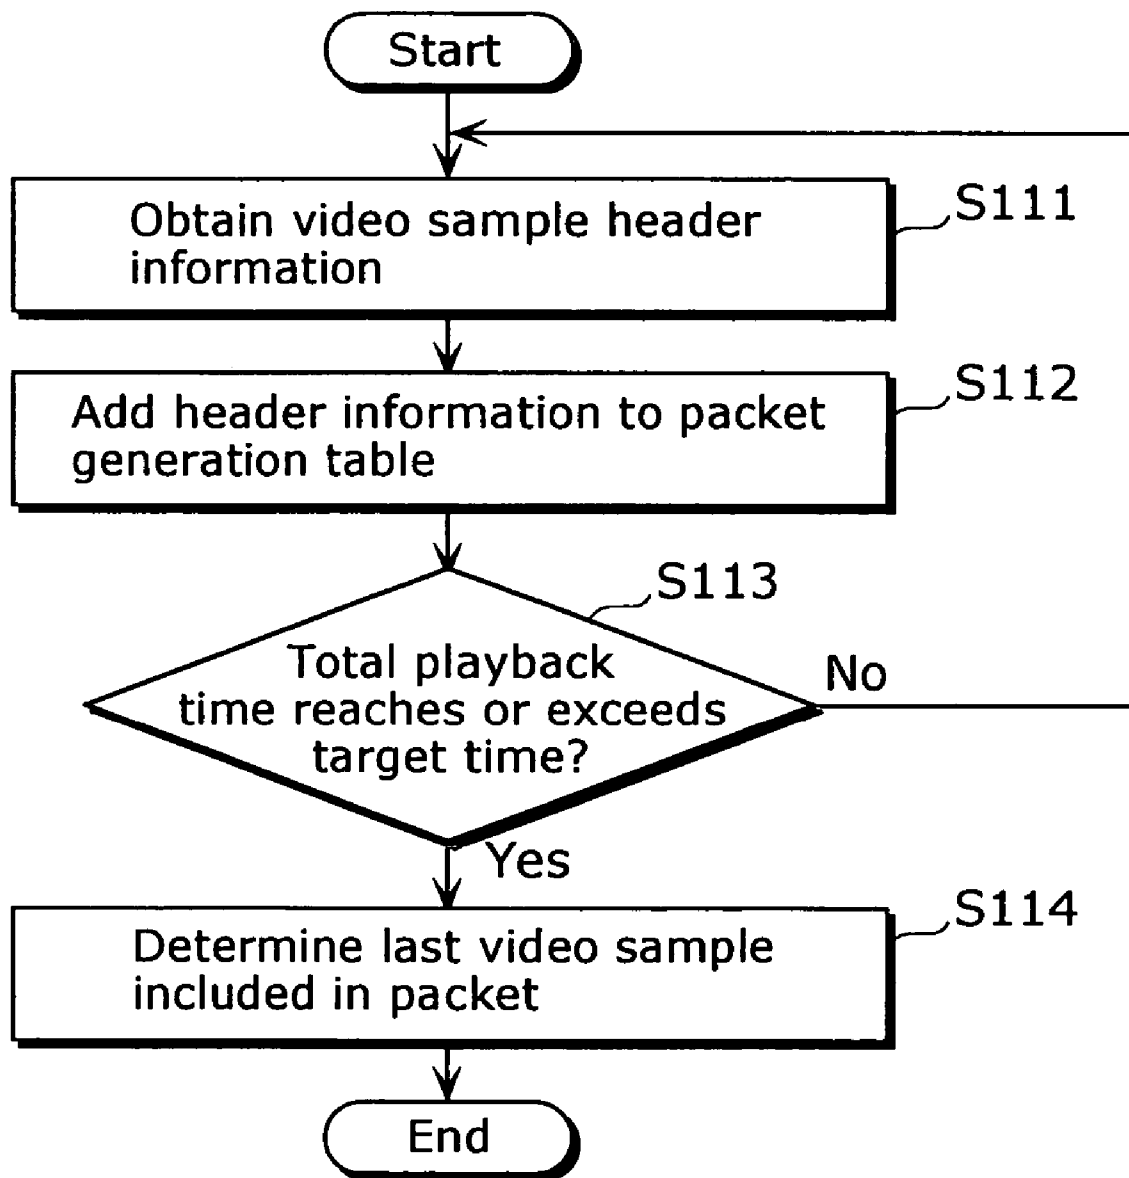 Start
Obtain video sample header
information
S111
Add header information to packet
generation table
S112
S113
Total playback
time reaches or exceeds
target time?
No
Yes
Determine last video sample
included in packet
S114
End